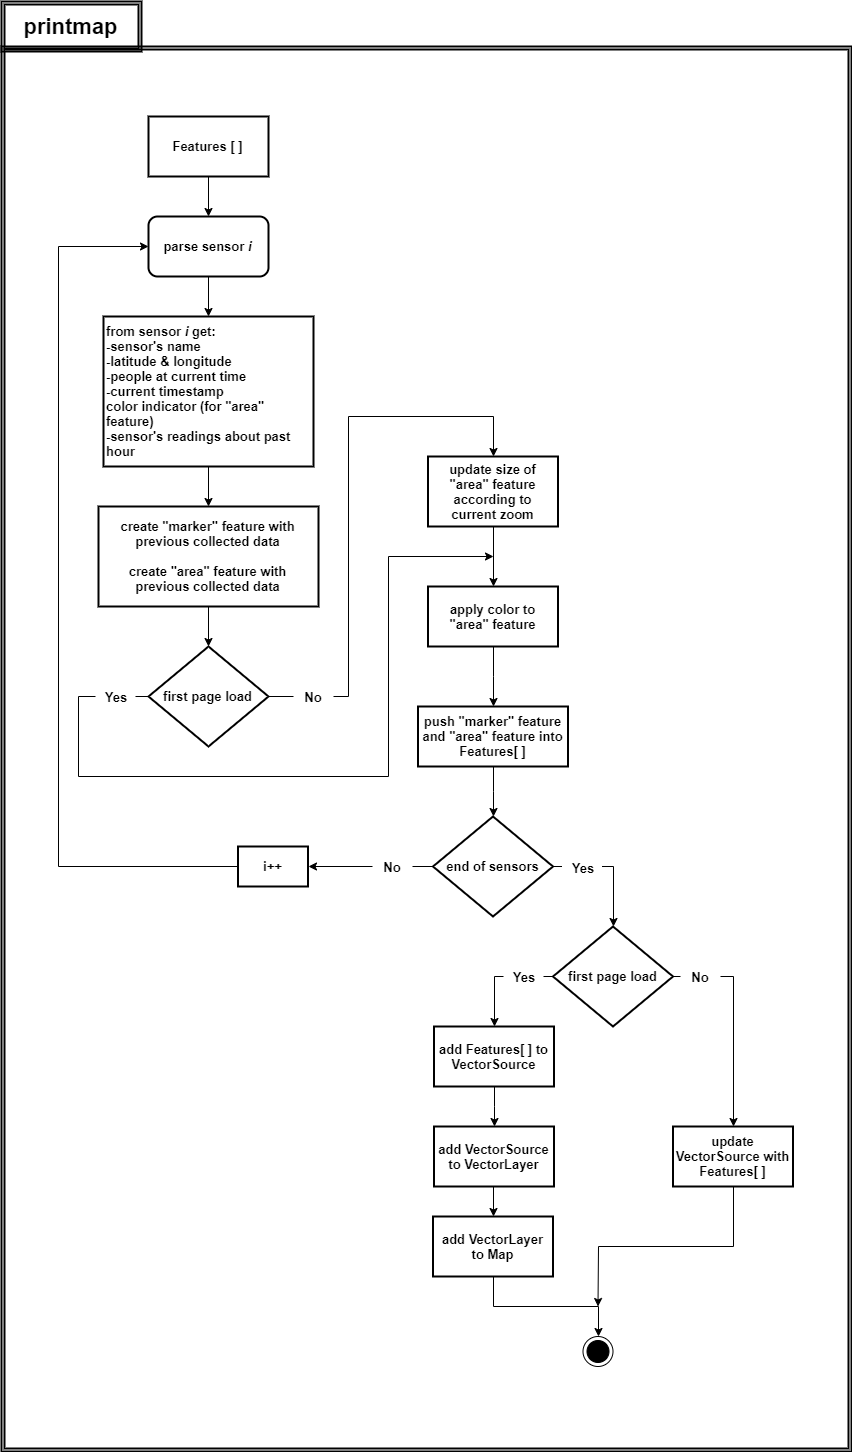 printmap
Features [ ]
parse sensor i
from sensor i get:
-sensor's name
-latitude & longitude
-people at current time
-current timestamp
color indicator (for "area"
feature)
-sensor's readings about past
hour
create "marker" feature with
previous collected data
create "area" feature with
previous collected data
first page load
Yes
No
update size of
"area" feature
according to
current zoom
apply color to
"area" feature
push "marker" feature
and "area" feature into
Features[ ]
end of sensors
No
i++
Yes
first page load
Yes
No
add Features[ ] to
VectorSource
add VectorSource
to VectorLayer
add VectorLayer
to Map
update
VectorSource with
Features[ ]